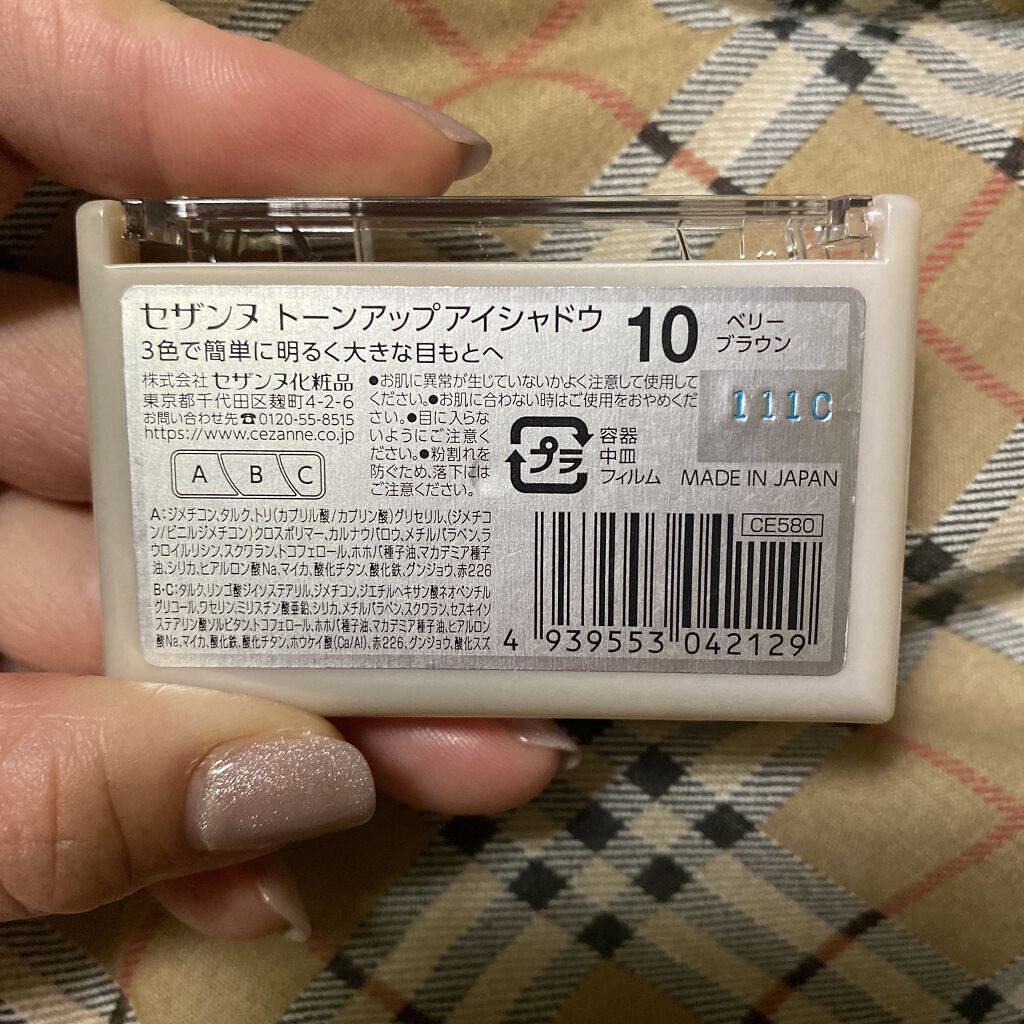 セザンヌ トーンアップアイシャドウ
3色で簡単に明るく大きな目もとへ
10
ベリー
ブラウン
株式会社 セザンヌ化粧品
東京都千代田区麹町4-2-6
お問い合わせ先☎0120-55-8515
https://www.cezanne.co.jp
A B C
●お肌に異常が生じていないかよく注意して使用して
ください。●お肌に合わない時はご使用をおやめくだ
さい。●目に入らな
いようにご注意く
ださい。●粉割れを
防ぐため、落下には
ご注意ください。
111C
プラ
容器
中皿
フィルム
MADE IN JAPAN
A:ジメチコン、タルク、トリ(カプリル酸/カプリン酸)グリセリル、(ジメチコ
ン/ビニルジメチコン)クロスポリマー、カルナウバロウ、メチルパラベン、ラ
ウロイルリシン、スクワラン、トコフェロール、ホホバ種子油、マカデミア種子
油、シリカ、ヒアルロン酸Na、マイカ、酸化チタン、酸化鉄、グンジョウ、赤226
B・C:タルク、リンゴ酸ジイソステアリル、ジメチコン、ジエチルヘキサン酸ネオペンチル
グリコール、ワセリン、ミリスチン酸亜鉛、シリカ、メチルパラベン、スクワラン、セスキイソ
ステアリン酸ソルビタン、トコフェロール、ホホバ種子油、マカデミア種子油、ヒアルロン
酸Na、マイカ、酸化鉄、酸化チタン、ホウケイ酸(Ca/Al)、赤226、グンジョウ、酸化スズ
CE580
4 939553 042129